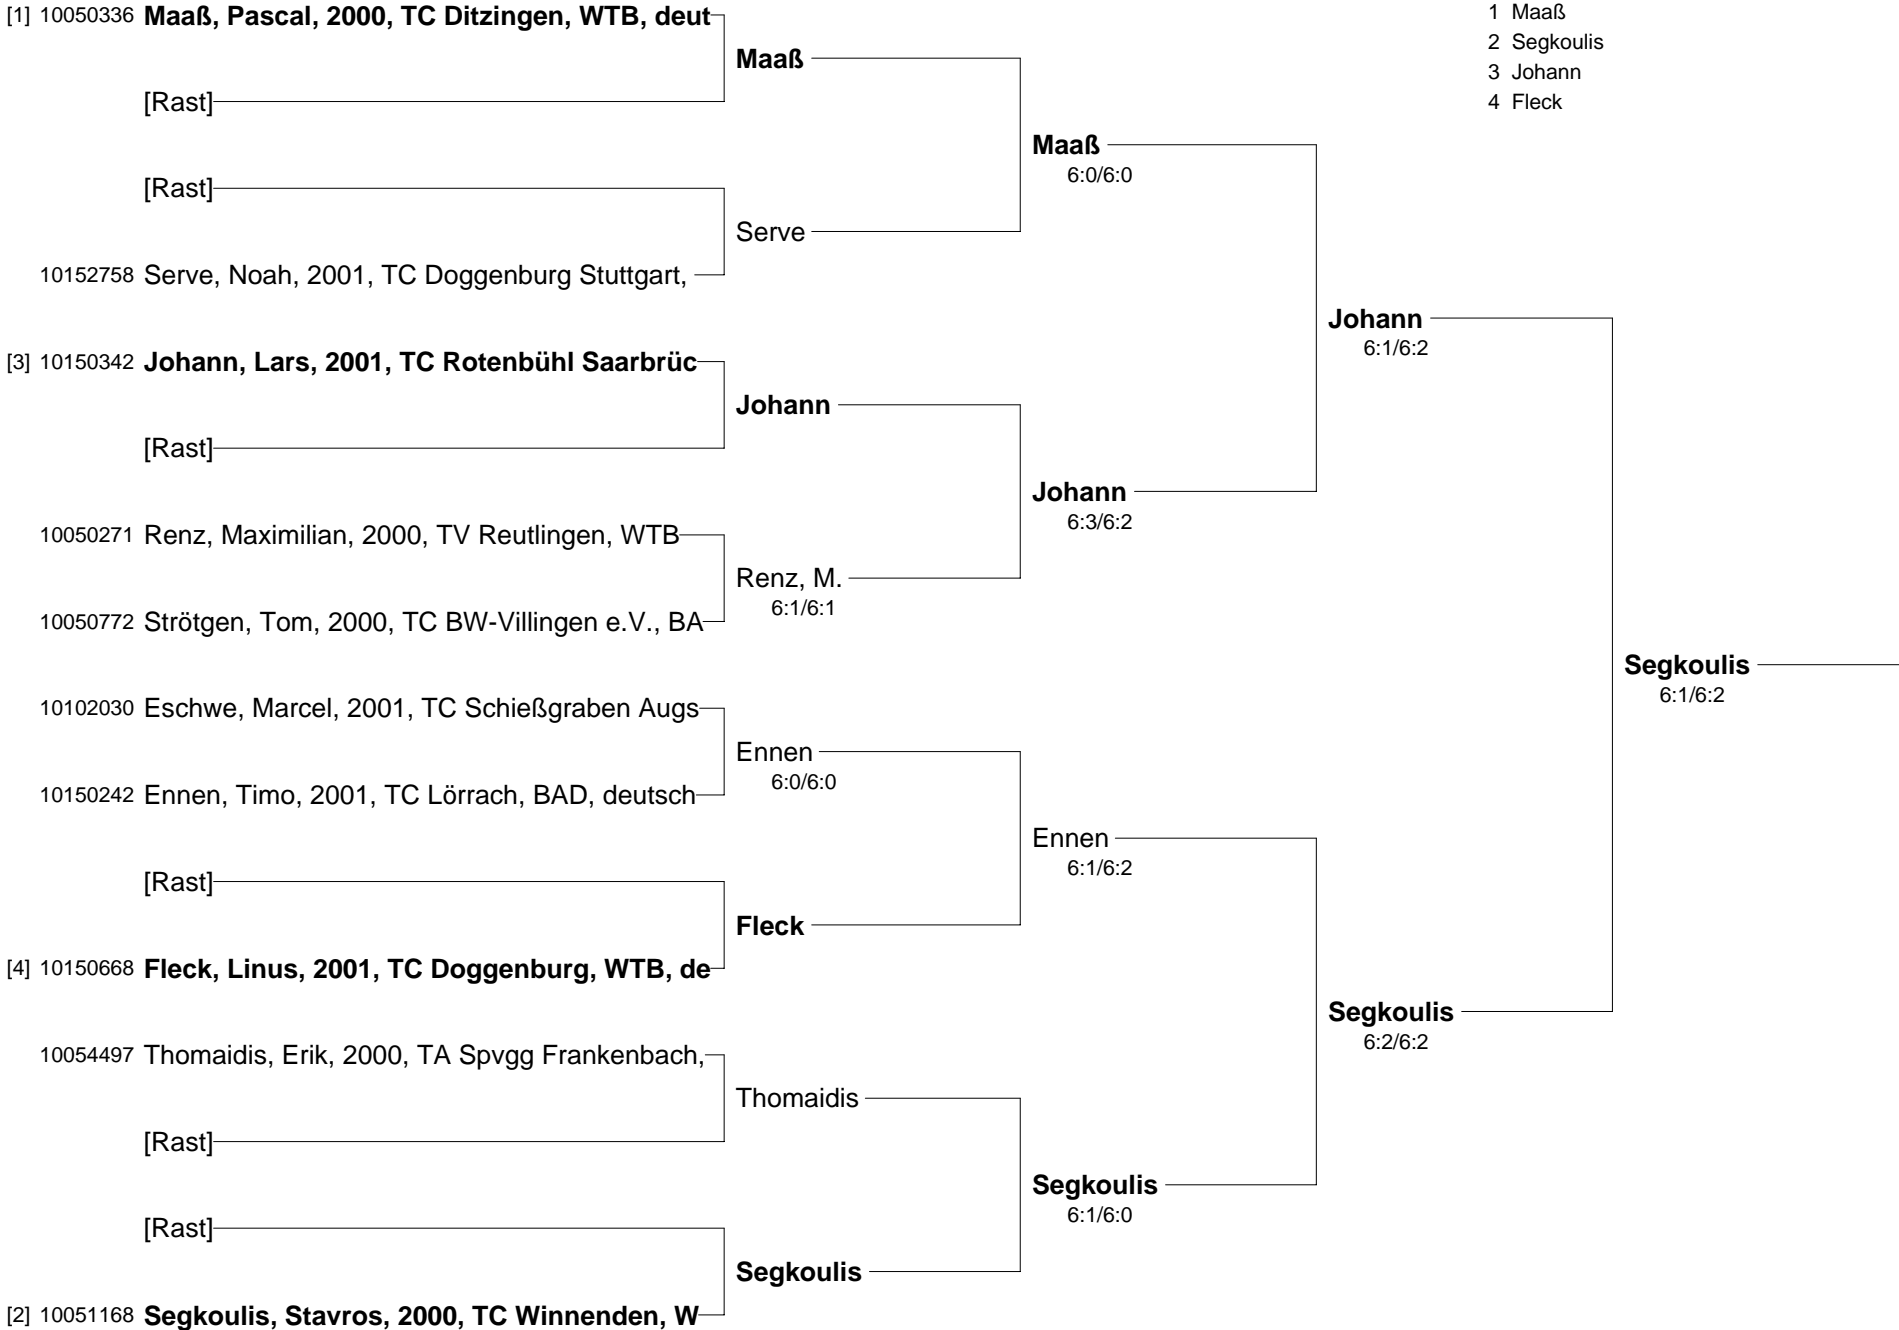 [1] 10050336 Maaß, Pascal, 2000, TC Ditzingen, WTB, deut
[Rast]
[Rast]
10152758 Serve, Noah, 2001, TC Doggenburg Stuttgart,
[3] 10150342 Johann, Lars, 2001, TC Rotenbühl Saarbrüc
[Rast]
10050271 Renz, Maximilian, 2000, TV Reutlingen, WTB
10050772 Strötgen, Tom, 2000, TC BW-Villingen e.V., BA
10102030 Eschwe, Marcel, 2001, TC Schießgraben Augs
10150242 Ennen, Timo, 2001, TC Lörrach, BAD, deutsch
[Rast]
[4] 10150668 Fleck, Linus, 2001, TC Doggenburg, WTB, de
10054497 Thomaidis, Erik, 2000, TA Spvgg Frankenbach,
[Rast]
[Rast]
[2] 10051168 Segkoulis, Stavros, 2000, TC Winnenden, W
Maaß
Serve
Johann
Renz, M.
6:1/6:1
Ennen
6:0/6:0
Fleck
Thomaidis
Segkoulis
Maaß
6:0/6:0
Johann
6:3/6:2
Ennen
6:1/6:2
Segkoulis
6:1/6:0
Johann
6:1/6:2
Segkoulis
6:2/6:2
Segkoulis
6:1/6:2
1 Maaß
2 Segkoulis
3 Johann
4 Fleck